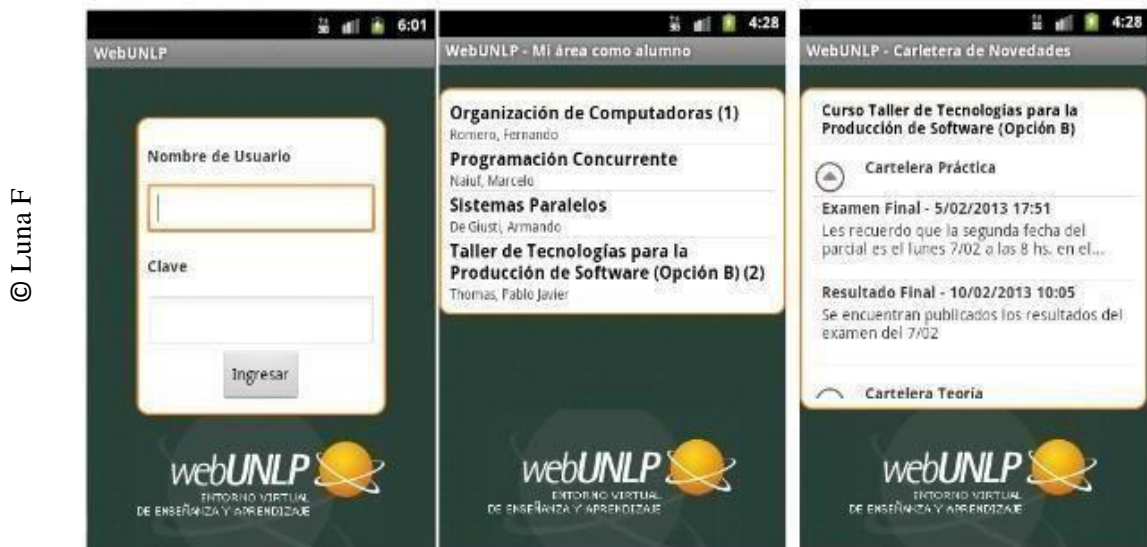 © Luna F
6:01
WebUNLP
Nombre de Usuario
Clave
Ingresar
webUNLP
ENTORNO VIRTUAL
DE ENSEÑANZA Y APRENDIZAJE
4:28
WebUNLP - Mi área como alumno
Organización de Computadoras (1)
Romero, Fernando
Programación Concurrente
Naiuf, Marcelo
Sistemas Paralelos
De Giusti, Armando
Taller de Tecnologías para la
Producción de Software (Opción B) (2)
Thomas, Pablo Javier
webUNLP
ENTORNO VIRTUAL
DE ENSEÑANZA Y APRENDIZAJE
4:28
WebUNLP - Carletera de Novedades
Curso Taller de Tecnologías para la
Producción de Software (Opción B)
Cartelera Práctica
Examen Final - 5/02/2013 17:51
Les recuerdo que la segunda fecha del
parcial es el lunes 7/02 a las 8 hs. en el...
Resultado Final - 10/02/2013 10:05
Se encuentran publicados los resultados del
examen del 7/02
Cartelera Teoría
webUNLP
ENTORNO VIRTUAL
DE ENSEÑANZA Y APRENDIZAJE